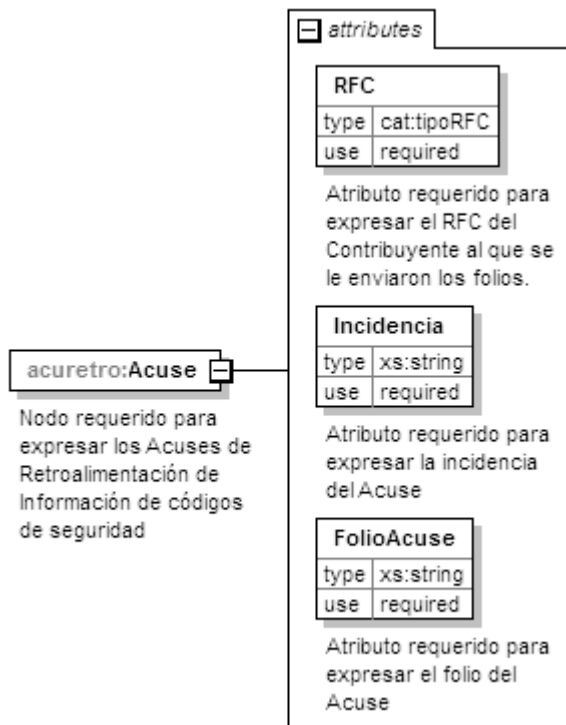 attributes
RFC
type cat:tipoRFC
use required
Atributo requerido para
expresar el RFC del
Contribuyente al que se
le enviaron los folios.
Incidencia
type xs:string
use required
Atributo requerido para
expresar la incidencia
del Acuse
FolioAcuse
type xs:string
use required
Atributo requerido para
expresar el folio del
Acuse
acuretro:Acuse
Nodo requerido para
expresar los Acuses de
Retroalimentación de
Información de códigos
de seguridad